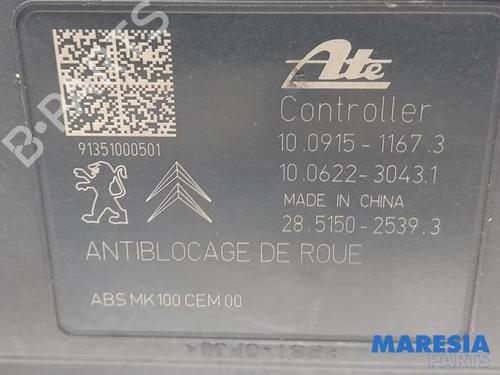 Ate
Controller
10.0915-1167.3
10.0622-3043.1
MADE IN CHINA
28.5150-2539.3
91351000501
ANTIBLOCAGE DE ROUE
ABS MK100 CEM 00
B-PARTS
MARESIA
PARTS